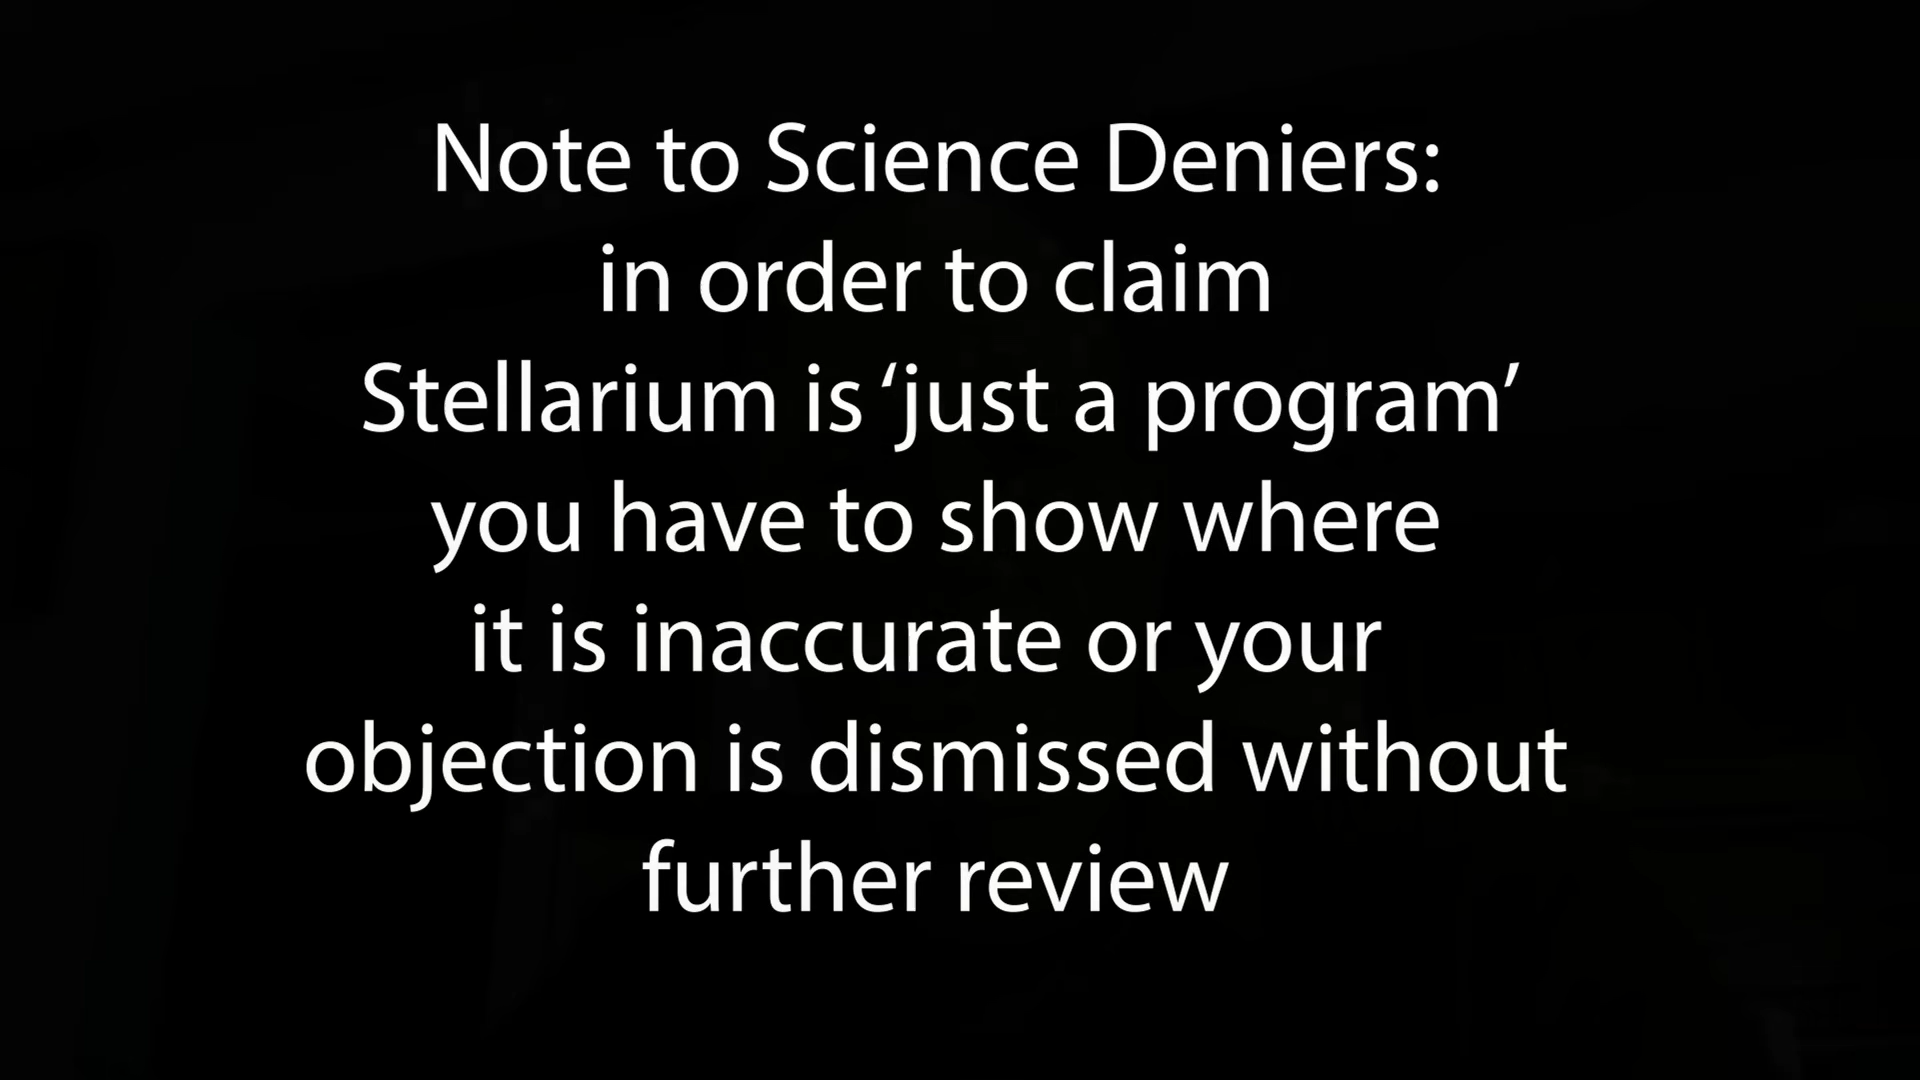 Note to Science Deniers:
in order to claim
Stellarium is ‘just a program’
you have to show where
it is inaccurate or your
objection is dismissed without
further review